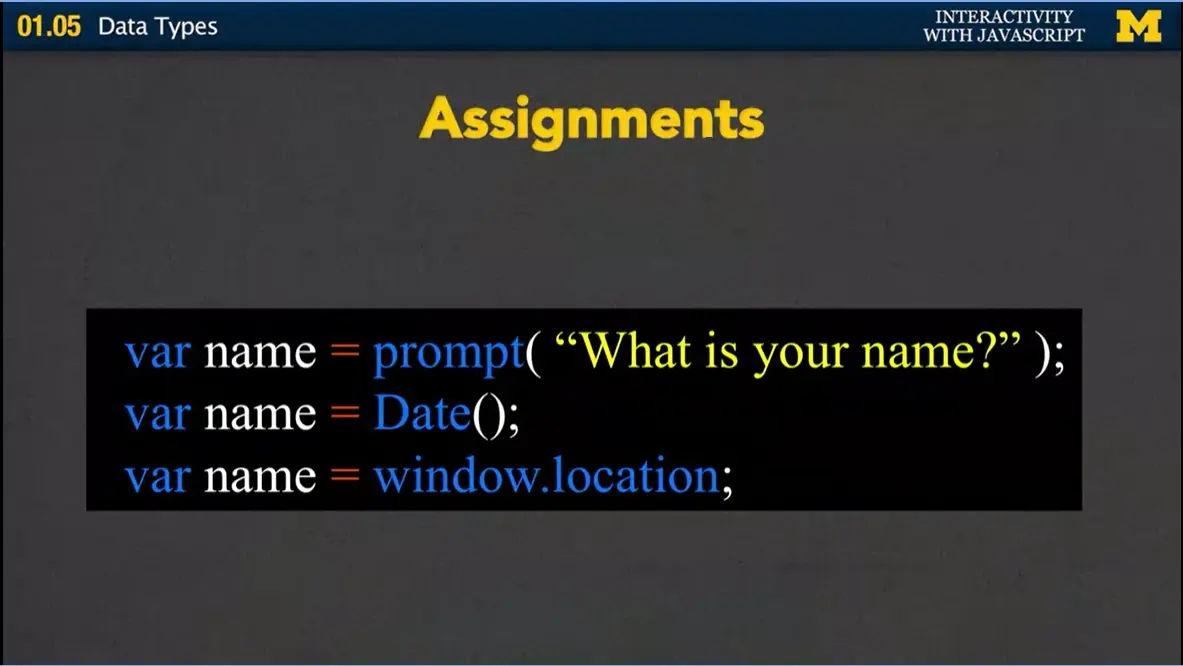 01.05 Data Types
INTERACTIVITY
WITH JAVASCRIPT
M
Assignments
var name = prompt( “What is your name?” );
var name = Date();
var name = window.location;